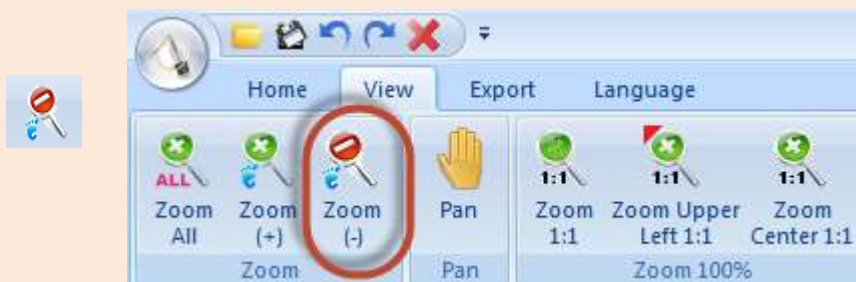 Home View Export Language
ALL 1:1 1:1 1:1
Zoom All Zoom (+) Zoom (-) Pan Zoom 1:1 Zoom Upper Left 1:1 Zoom Center 1:1
Zoom Pan Zoom 100%